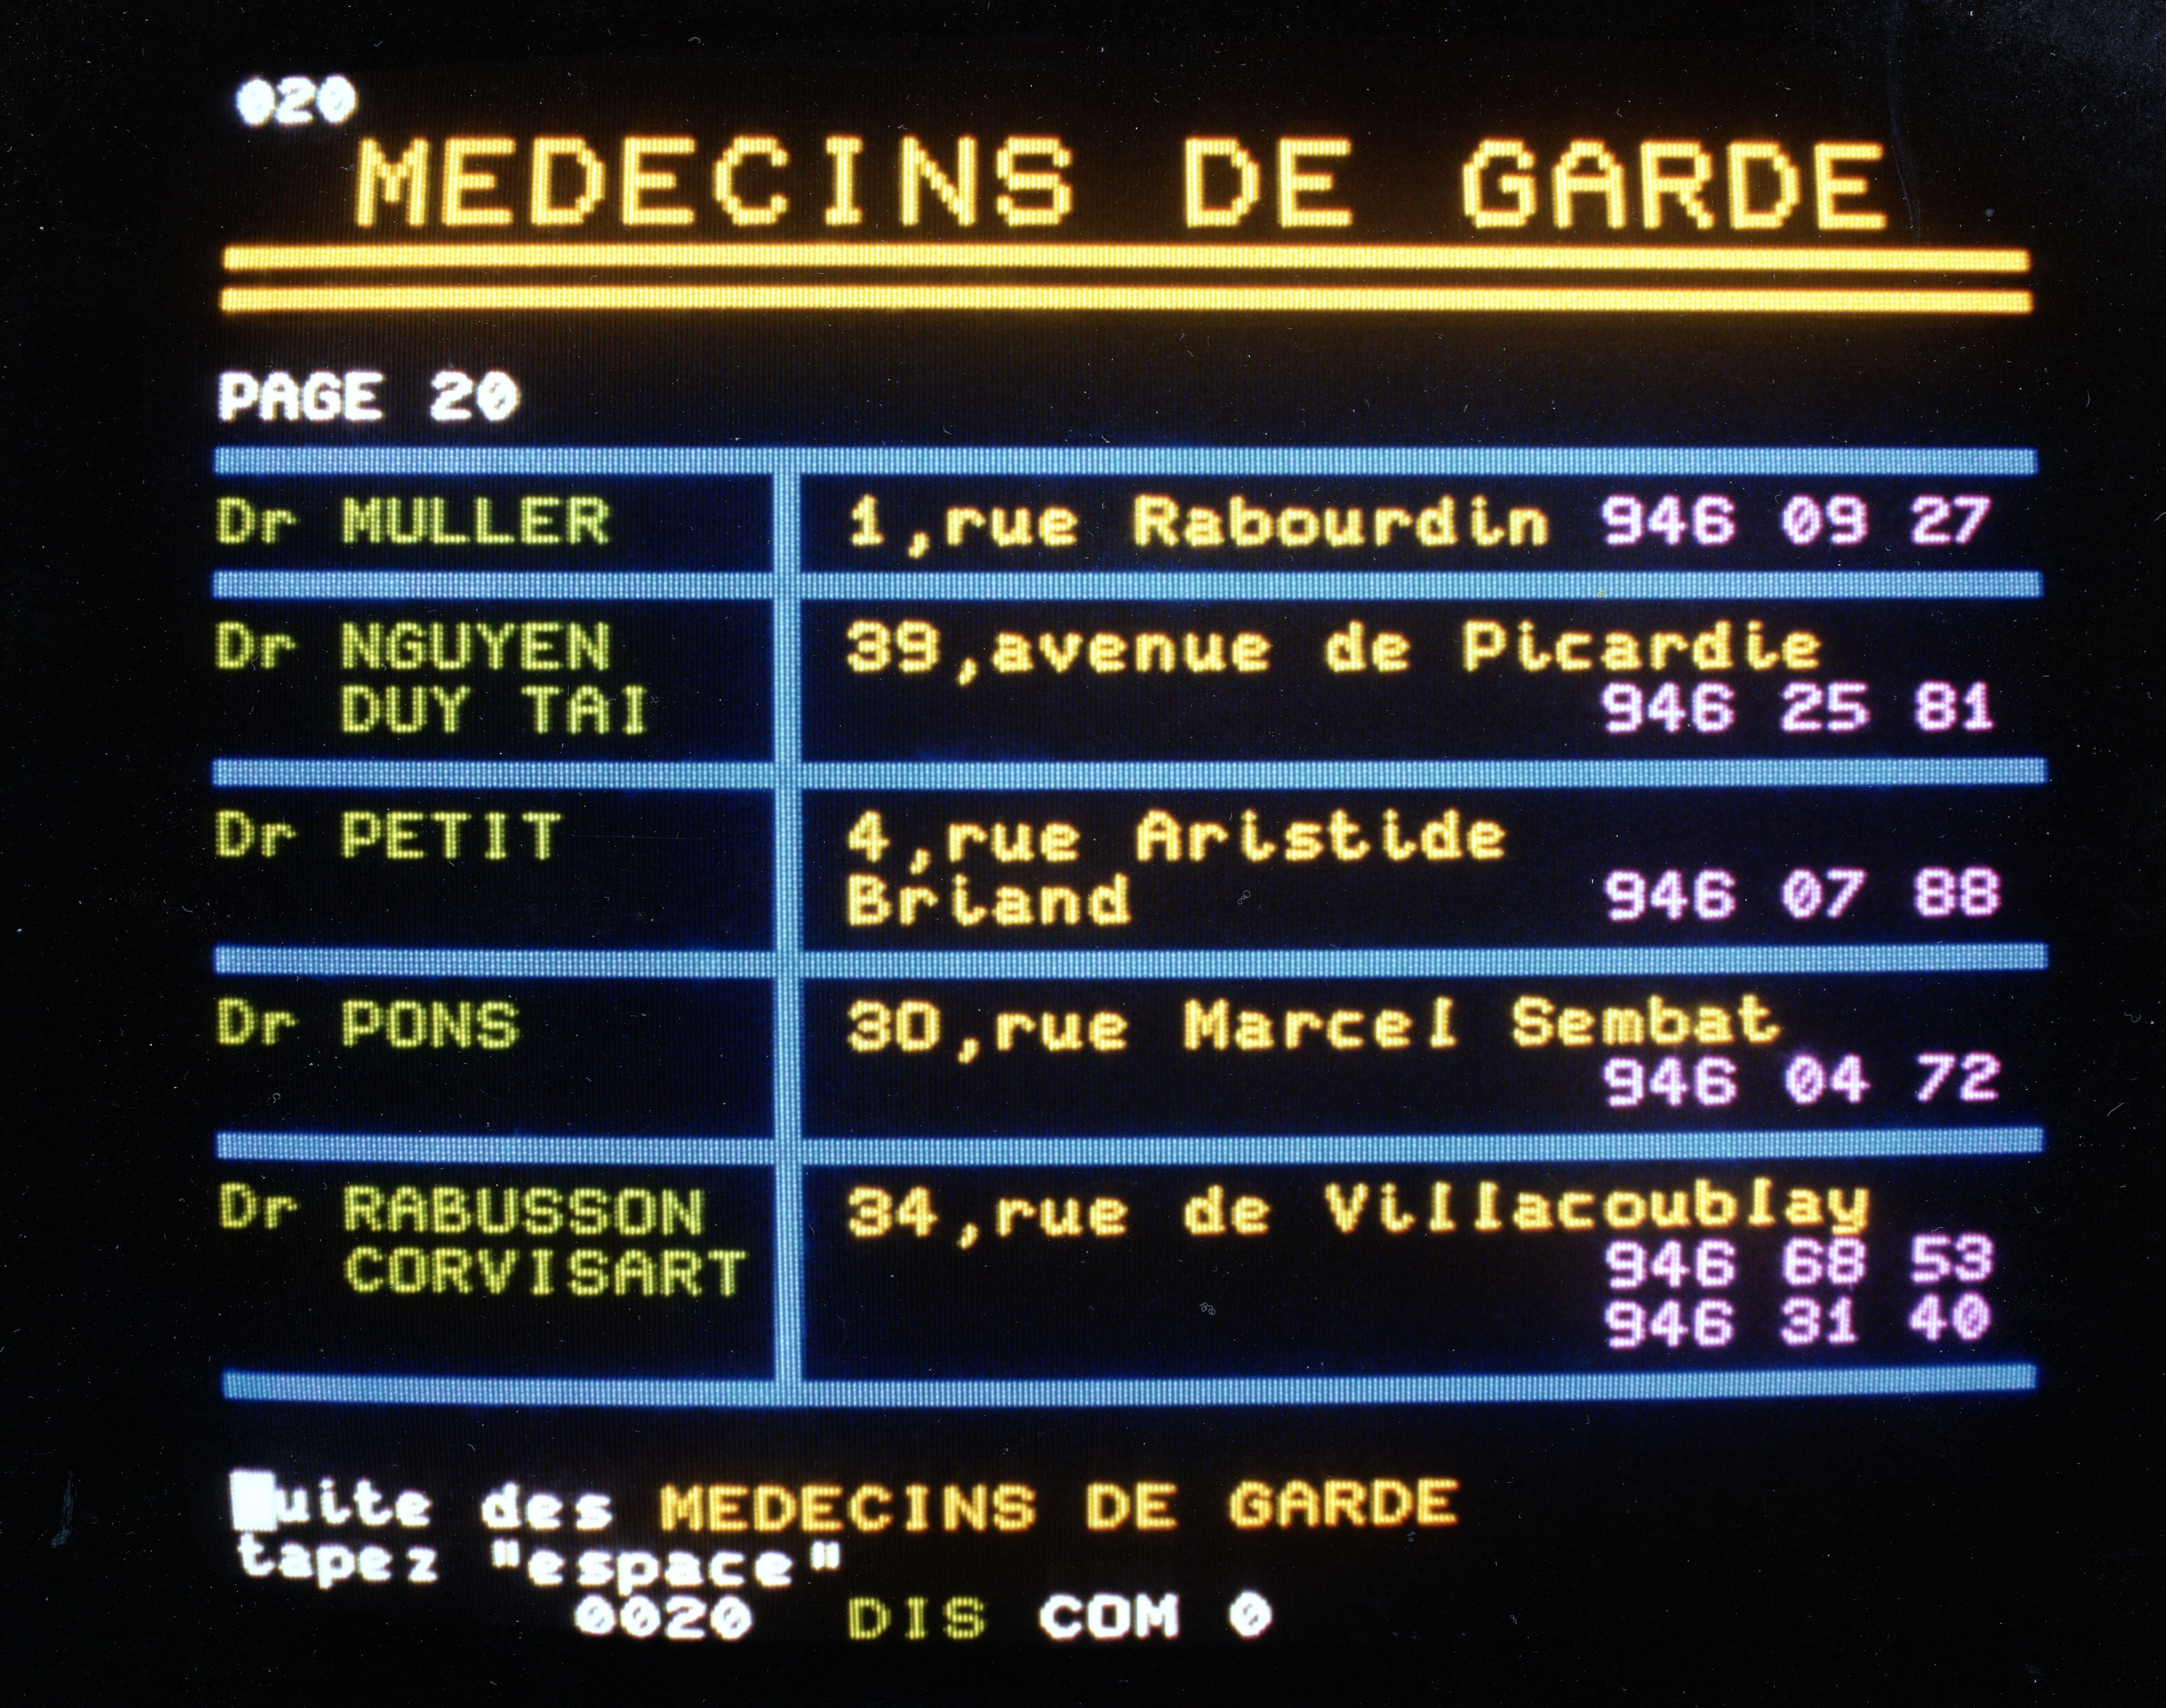 020
MEDECINS DE GARDE
PAGE 20
Dr MULLER 1,rue Rabourdin 946 09 27
Dr NGUYEN 39,avenue de Picardie
DUY TAI 946 25 81
Dr PETIT 4,rue Aristide
Briand 946 07 88
Dr PONS 30,rue Marcel Sembat
946 04 72
Dr RABUSSON 34,rue de Villacoublay
CORVISART 946 68 53
946 31 40
uite des MEDECINS DE GARDE
tapez "espace"
0020 DIS COM 0